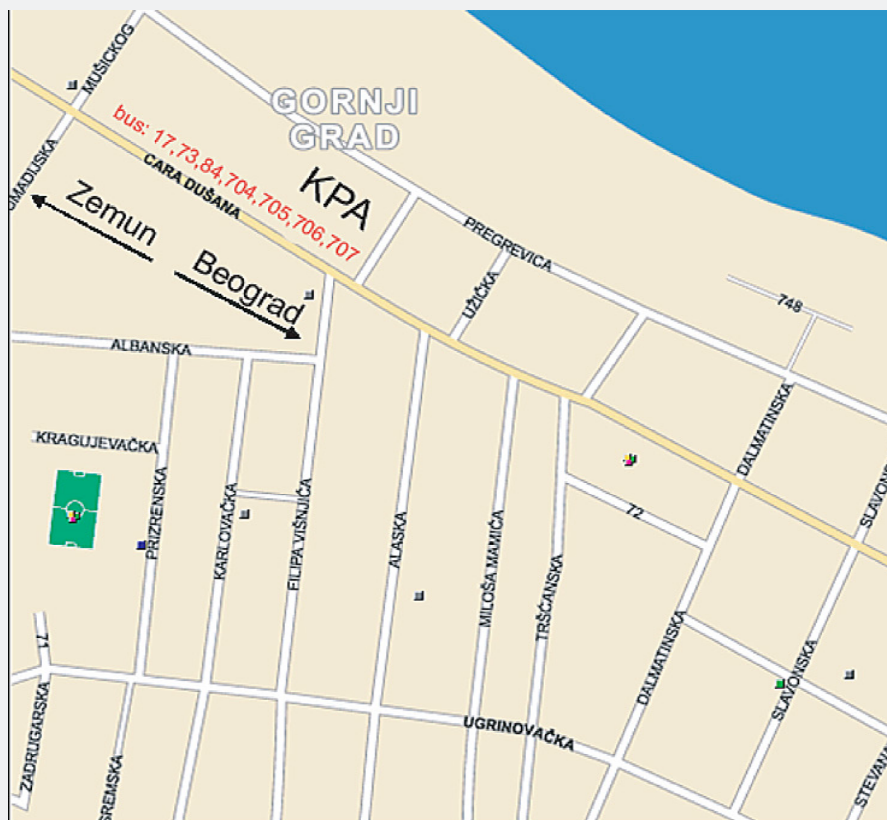 MUŠICKOG
GORNJI
GRAD
bus: 17,73,84,704,705,706,707
CARA DUŠANA
KPA
Zemun
Beograd
PREGREVICA
UŽIČKA
748
ALBANSKA
KRAGUJEVAČKA
PRIZRENSKA
KARLOVAČKA
FILIPA VIŠNJIĆA
ALASKA
MILOŠA MAMIĆA
TRŠĆANSKA
72
DALMATINSKA
SLAVONSK
DALMATINSKA
SLAVONSKA
71
ZADRUGARSKA
SREMSKA
UGRINOVAČKA
STEVANA